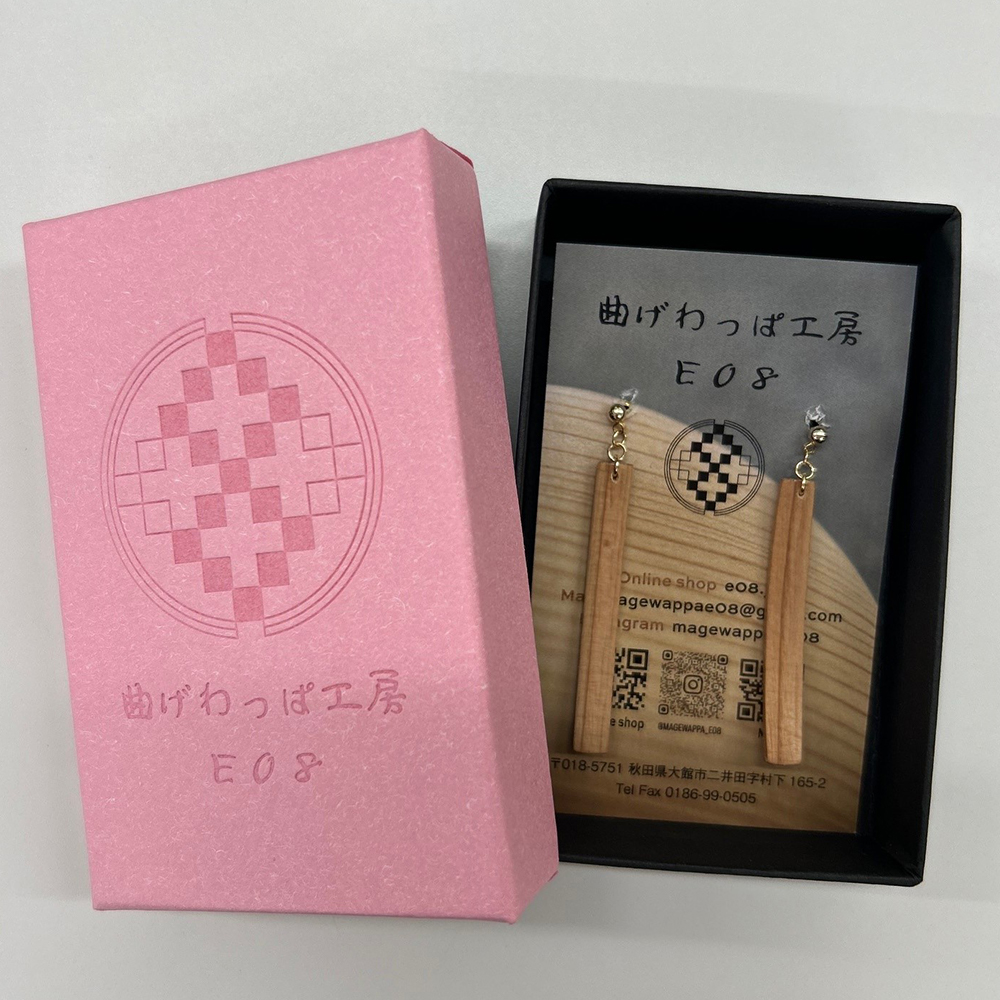 曲げわっぱ工房
E08
曲げわっぱ工房
E08
Online shop e08.
Ma magewappae08@g .com
agram magewapp 08
e shop
@MAGEWAPPA_E08
〒018-5751 秋田県大館市二井田字村下 165-2
Tel Fax 0186-99-0505